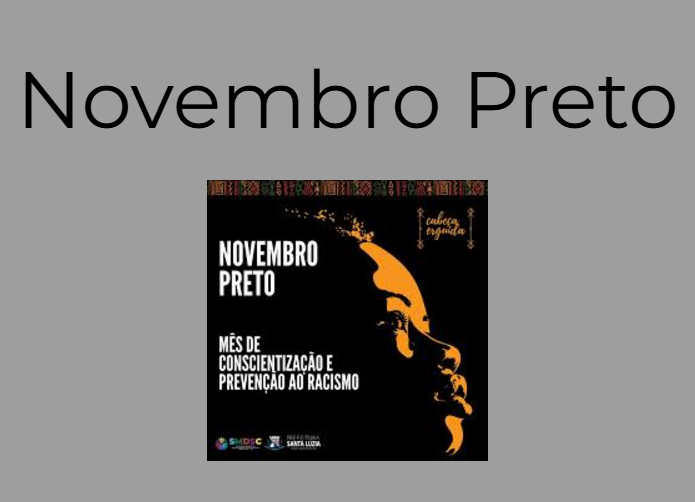 Novembro Preto
cabeça
erguida
NOVEMBRO
PRETO
MÊS DE
CONSCIENTIZAÇÃO E
PREVENÇÃO AO RACISMO
SMDSC
PREFEITURA
SANTA LUZIA